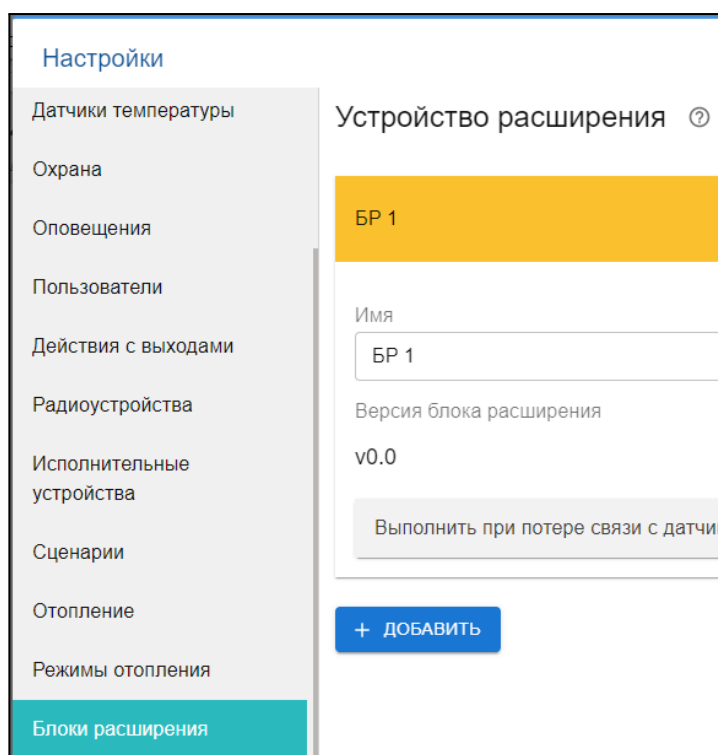 Настройки
Датчики температуры
Охрана
Оповещения
Пользователи
Действия с выходами
Радиоустройства
Исполнительные
устройства
Сценарии
Отопление
Режимы отопления
Блоки расширения
Устройство расширения ?
БР 1
Имя
БР 1
Версия блока расширения
v0.0
Выполнить при потере связи с
+ ДОБАВИТЬ